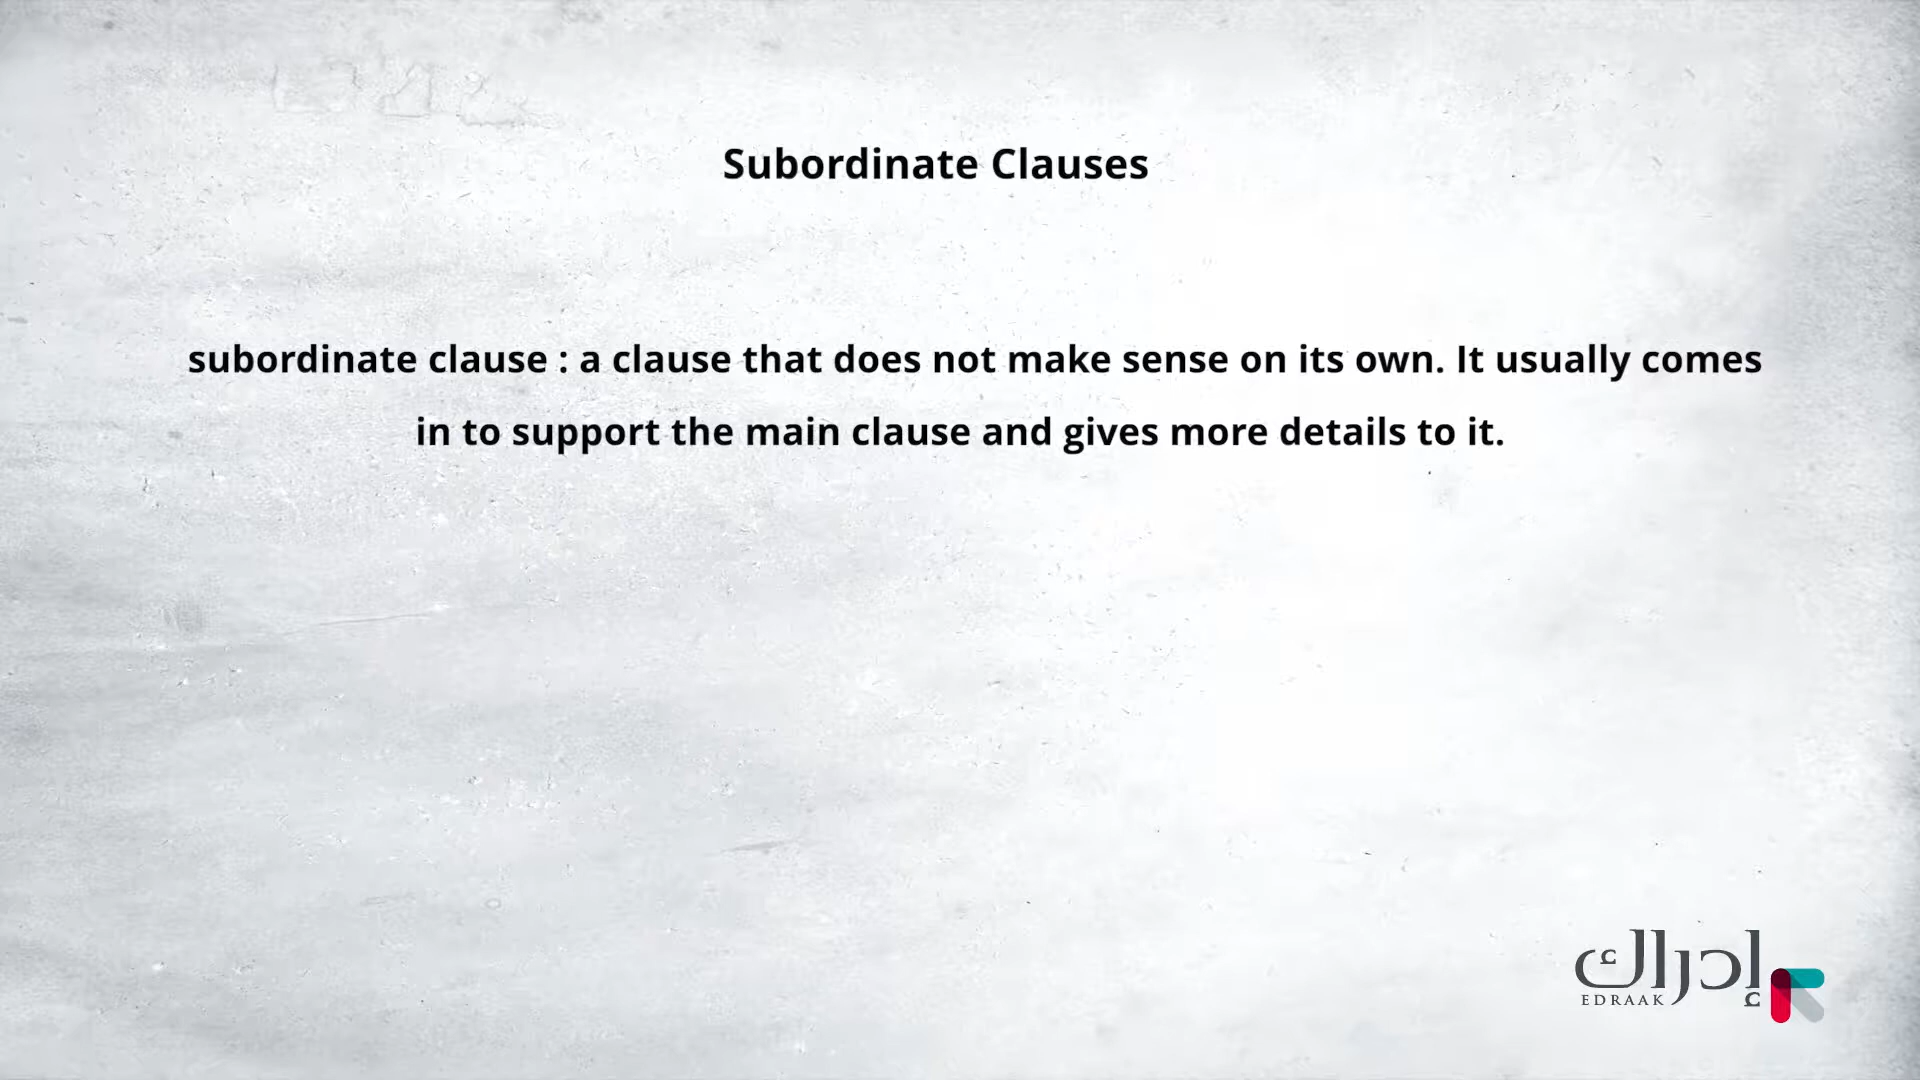 Subordinate Clauses
subordinate clause : a clause that does not make sense on its own. It usually comes
in to support the main clause and gives more details to it.
إدراك
EDRAAK